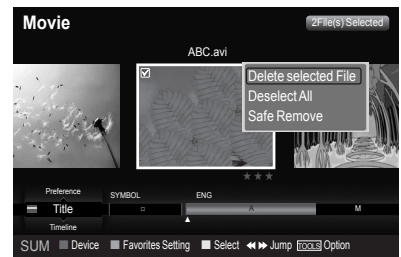 Movie
2File(s) Selected
ABC.avi
Delete selected File
Deselect All
Safe Remove
Preference
SYMBOL ENG
Title A M
Timeline
SUM Device Favorites Setting Select Jump TOOLS Option